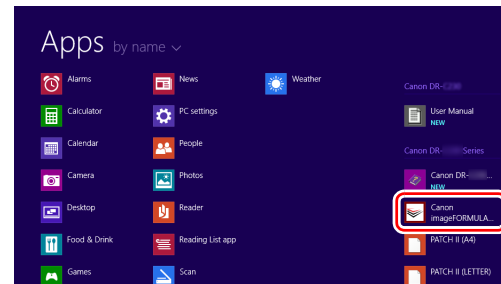 Apps by name
Alarms
Calculator
Calendar
Camera
Desktop
Food & Drink
Games
News
PC settings
People
Photos
Reader
Reading List app
Scan
Weather
Canon DR-
User Manual
NEW
Canon DR- Series
Canon DR- ...
NEW
Canon
imageFORMULA...
PATCH II (A4)
PATCH II (LETTER)